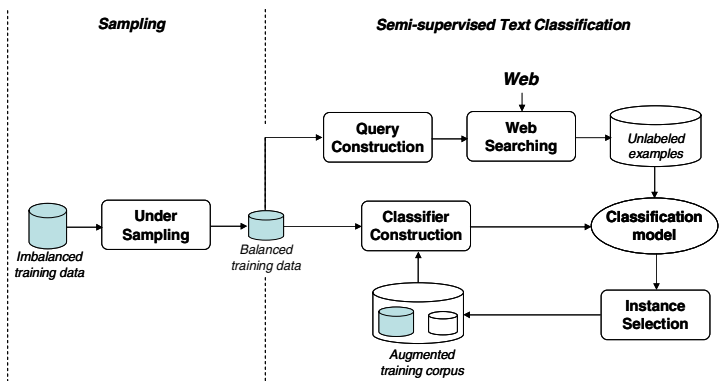 Sampling
Semi-supervised Text Classification
Web
Query
Construction
Web
Searching
Unlabeled
examples
Under
Sampling
Classifier
Construction
Classification
model
Imbalanced
training data
Balanced
training data
Instance
Selection
Augmented
training corpus